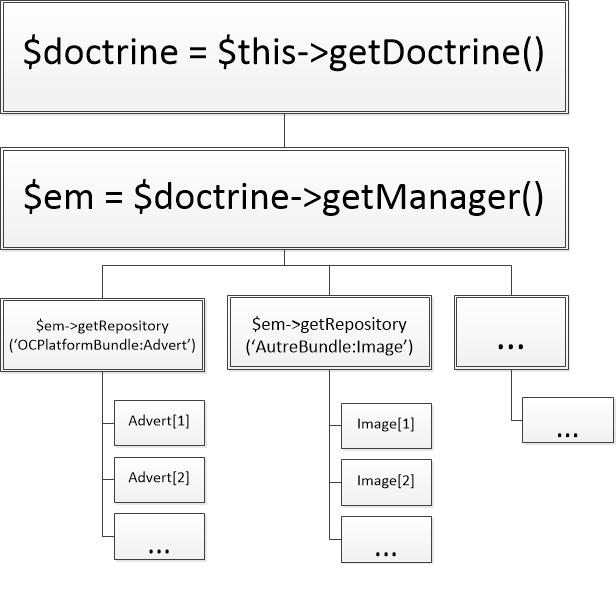 $doctrine = $this->getDoctrine()
$em = $doctrine->getManager()
$em->getRepository
(‘OCPlatformBundle:Advert’)
Advert[1]
Advert[2]
...
$em->getRepository
(‘AutreBundle:Image’)
Image[1]
Image[2]
...
...
...